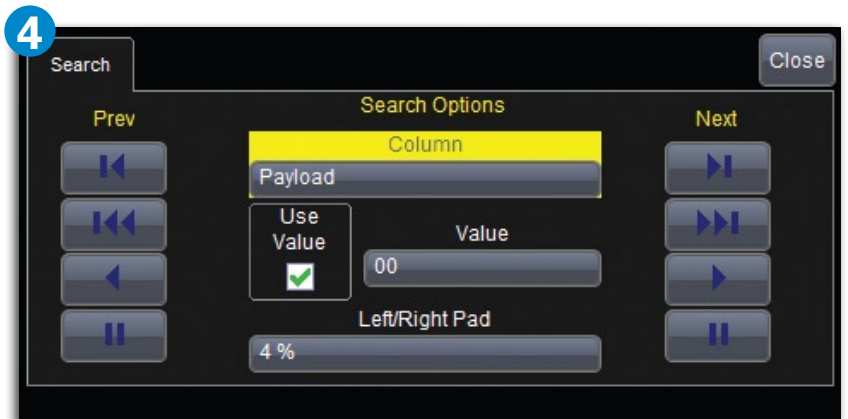 4
Search
Close
Prev
Search Options
Next
Column
Payload
Use
Value
Value
00
Left/Right Pad
4 %